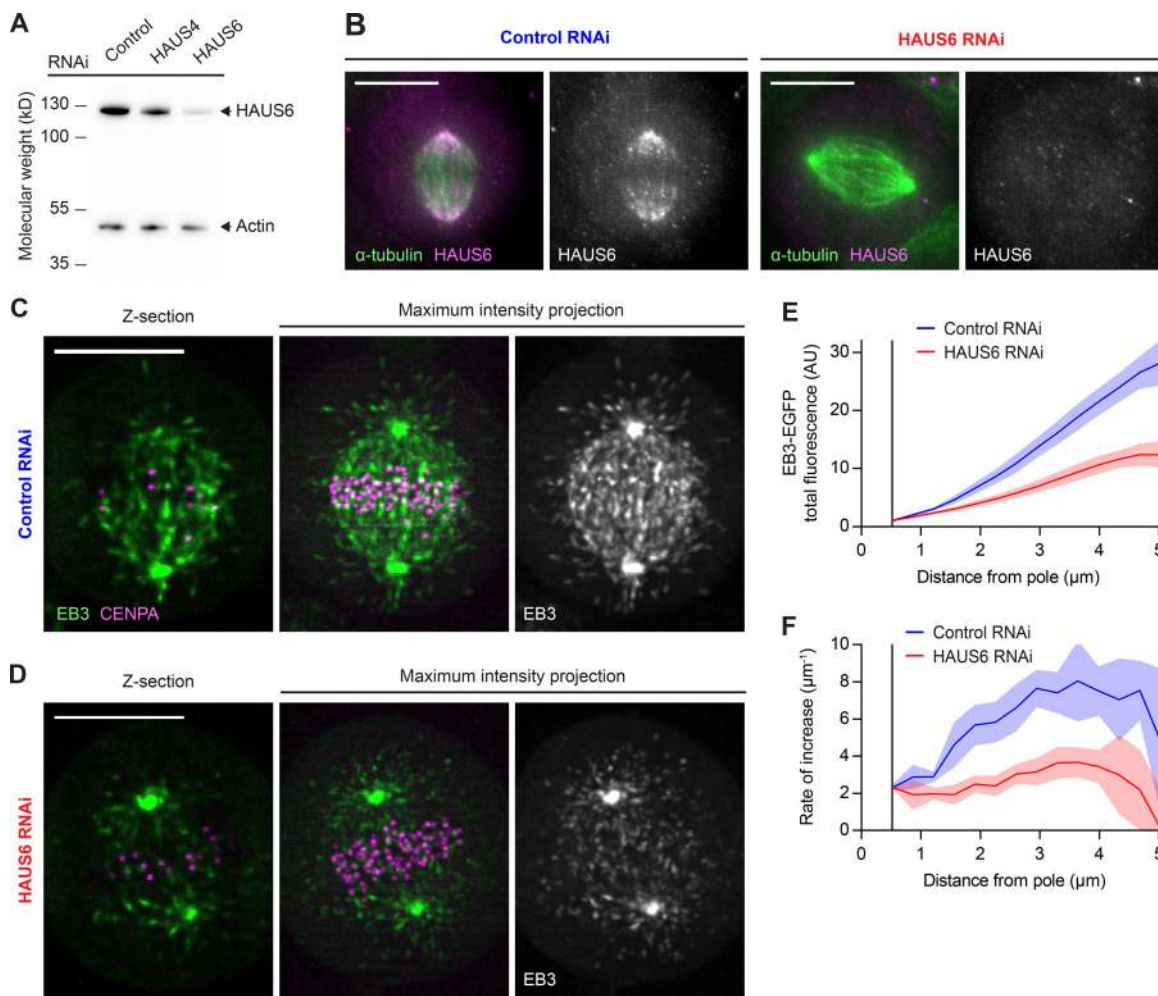 A
RNAi
Control
HAUS4
HAUS6
Molecular weight (kD)
130
100
55
35
HAUS6
Actin
B
Control RNAi
HAUS6 RNAi
α-tubulin HAUS6
HAUS6
α-tubulin HAUS6
HAUS6
C
Z-section
Maximum intensity projection
Control RNAi
EB3 CENPA
EB3
D
Z-section
Maximum intensity projection
HAUS6 RNAi
EB3
E
Control RNAi
HAUS6 RNAi
EB3-EGFP
total fluorescence (AU)
30
20
10
0
0 1 2 3 4 5
Distance from pole (μm)
F
Control RNAi
HAUS6 RNAi
Rate of increase (μm⁻¹)
10
8
6
4
2
0
0 1 2 3 4 5
Distance from pole (μm)